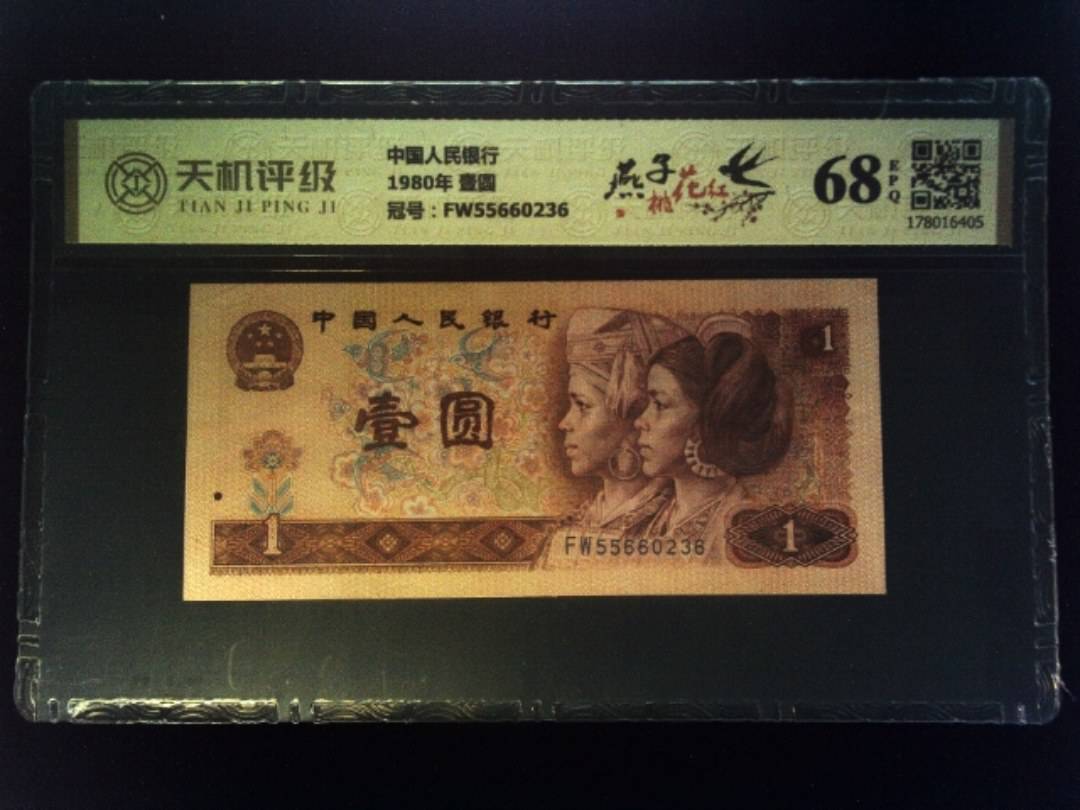 天机评级
TIAN JI PING JI
中国人民银行
1980年 壹圆
冠号：FW55660236
燕子
桃花红
68
EPQ
178016405
中国人民银行
1
壹圆
1
FW55660236
1